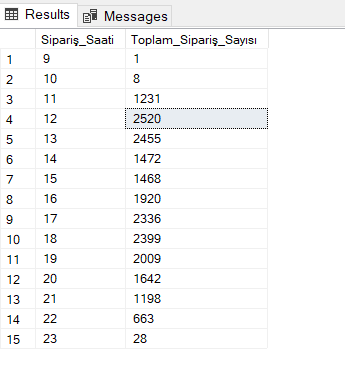 Results Messages
Sipariş_Saati Toplam_Sipariş_Sayısı
1 9 1
2 10 8
3 11 1231
4 12 2520
5 13 2455
6 14 1472
7 15 1468
8 16 1920
9 17 2336
10 18 2399
11 19 2009
12 20 1642
13 21 1198
14 22 663
15 23 28